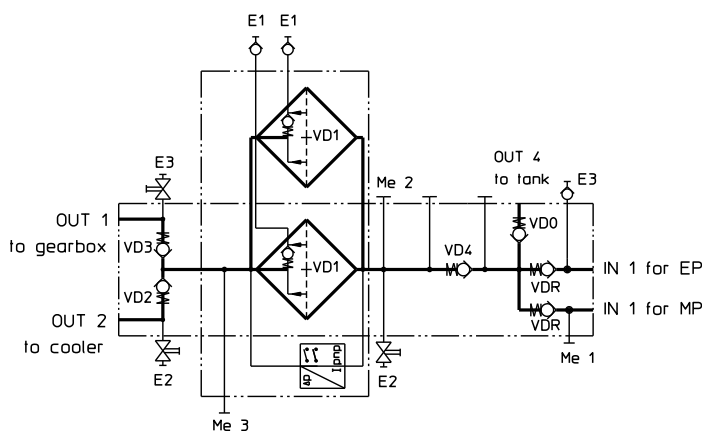 E1 E1
VD1
E3
OUT 4
to tank
E3
Me 2
OUT 1
to gearbox
VD3
VD0
VD4
VD1
IN 1 for EP
VD2
VDR
IN 1 for MP
VDR
OUT 2
to cooler
Me 1
E2
E2
Δp
I pnd
Me 3